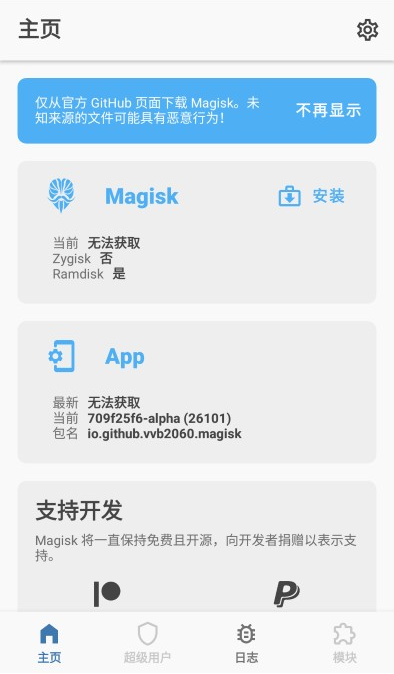 主页
仅从官方 GitHub 页面下载 Magisk。未
知来源的文件可能具有恶意行为！
不再显示
Magisk
安装
当前 无法获取
Zygisk 否
Ramdisk 是
App
最新 无法获取
当前 709f25f6-alpha (26101)
包名 io.github.vvb2060.magisk
支持开发
Magisk 将一直保持免费且开源，向开发者捐赠以表示支
持。
主页
超级用户
日志
模块